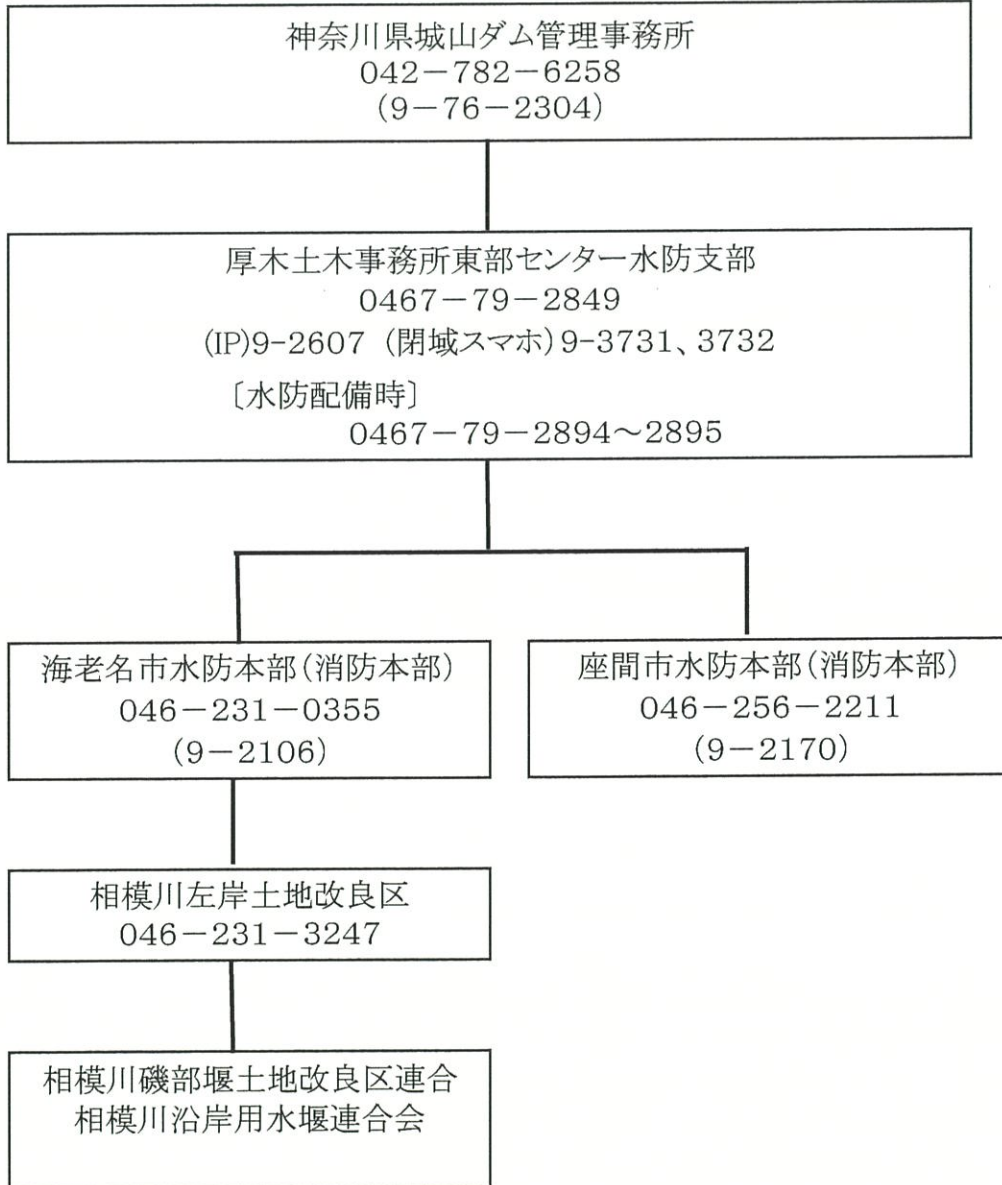 神奈川県城山ダム管理事務所
042－782－6258
(9－76－2304)
厚木土木事務所東部センター水防支部
0467－79－2849
(IP)9-2607 (閉域スマホ)9-3731、3732
〔水防配備時〕
0467－79－2894～2895
海老名市水防本部(消防本部)
046－231－0355
(9－2106)
座間市水防本部(消防本部)
046－256－2211
(9－2170)
相模川左岸土地改良区
046－231－3247
相模川磯部堰土地改良区連合
相模川沿岸用水堰連合会